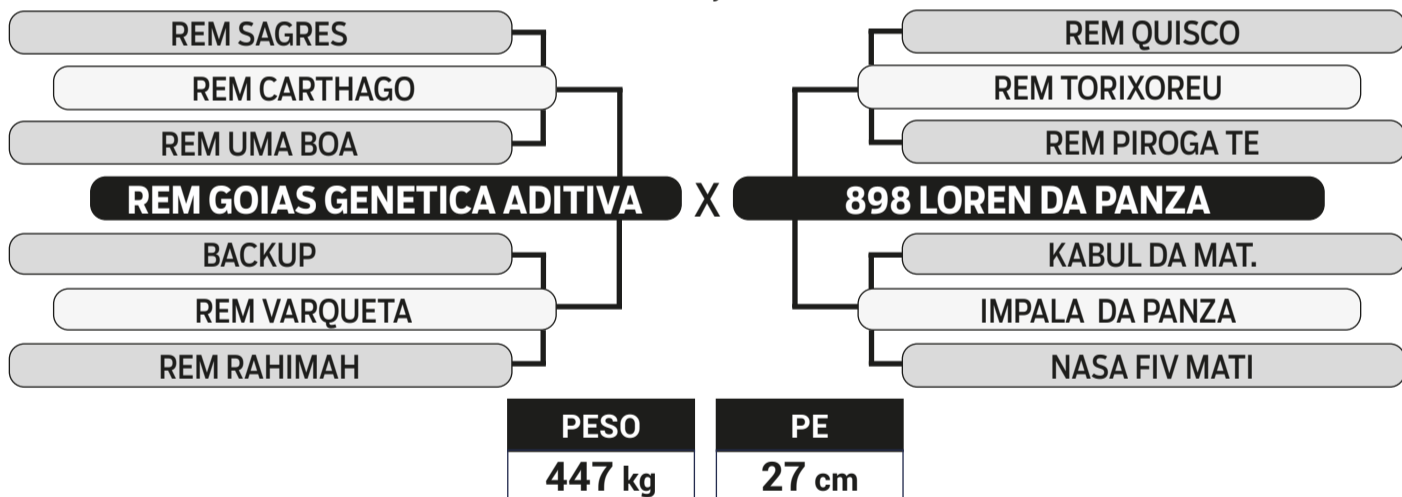 REM SAGRES
REM QUISCO
REM CARTHAGO
REM TORIXOREU
REM UMA BOA
REM PIROGA TE
REM GOIAS GENETICA ADITIVA X 898 LOREN DA PANZA
BACKUP
KABUL DA MAT.
REM VARQUETA
IMPALA DA PANZA
REM RAHIMAH
NASA FIV MATI
PESO
PE
447 kg
27 cm